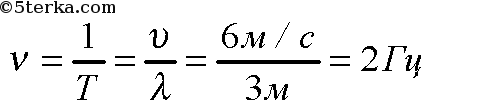 ©5terka.com
ν = 1/T = υ/λ = 6м / с/3м = 2Гц